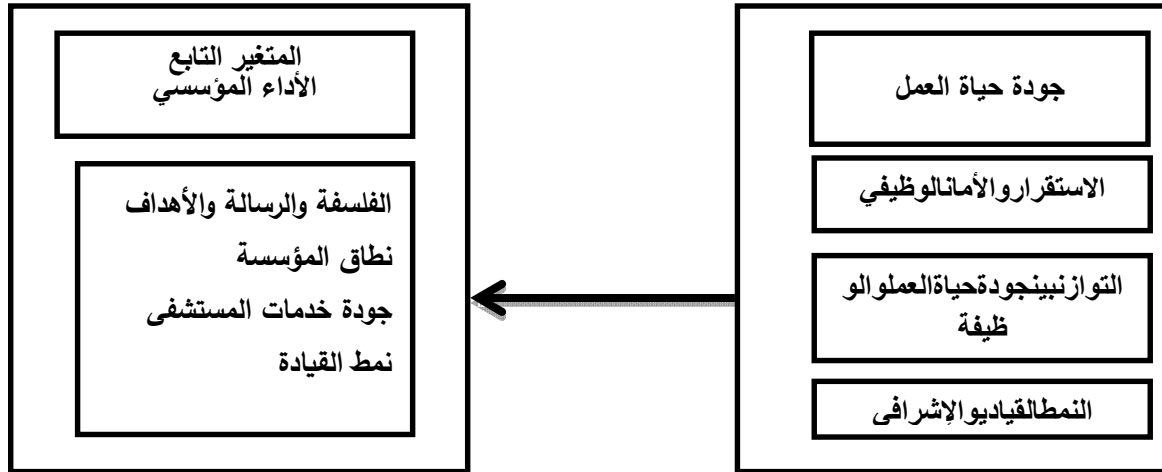 جودة حياة العمل
الاستقراروالأمانالوظيفي
التوازنبينجودةحياةالعملوالو
ظيفة
النمطالقياديوالإشرافى
المتغير التابع
الأداء المؤسسي
الفلسفة والرسالة والأهداف
نطاق المؤسسة
جودة خدمات المستشفى
نمط القيادة